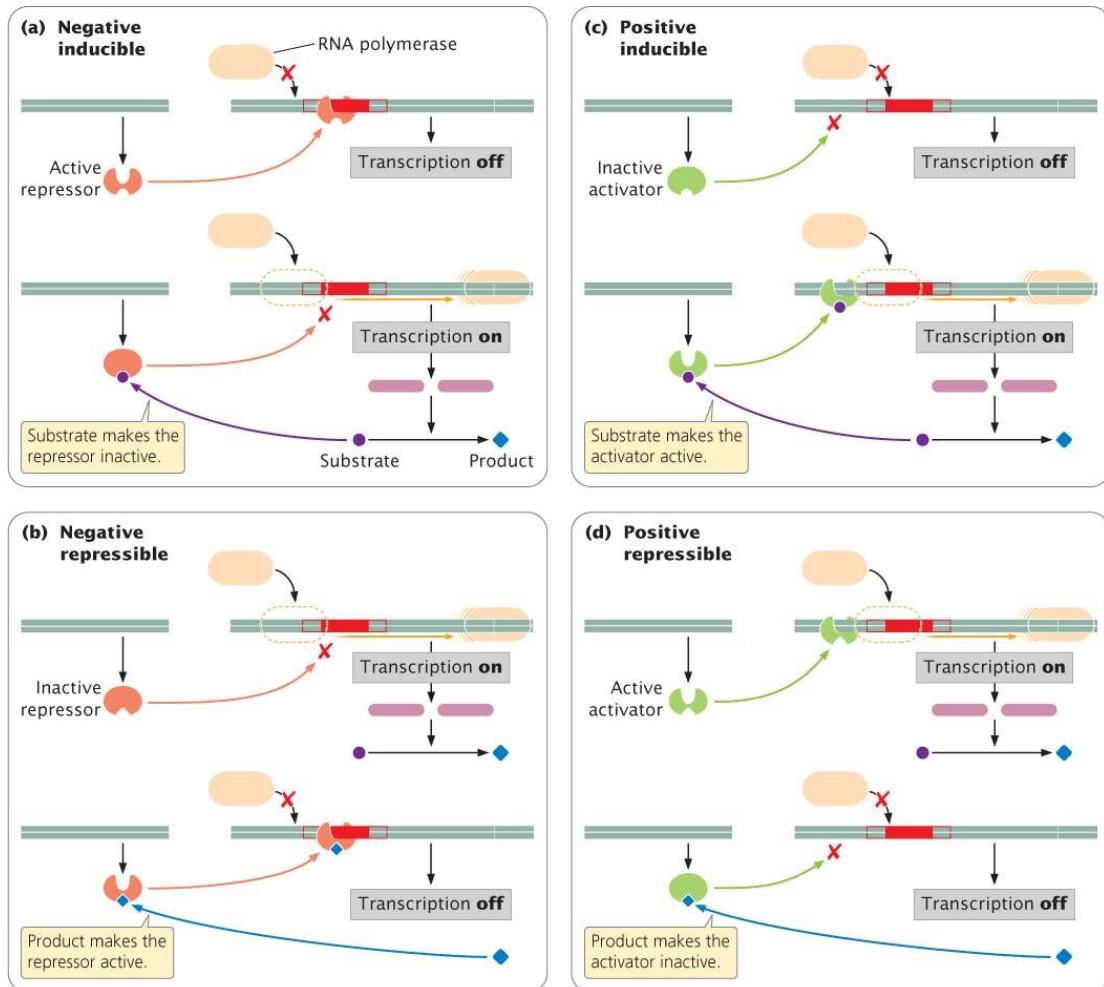 (a) Negative
inducible
RNA polymerase
Active
repressor
Transcription off
Transcription on
Substrate makes the
repressor inactive.
Substrate
Product
(c) Positive
inducible
Inactive
activator
Transcription off
Transcription on
Substrate makes the
activator active.
(b) Negative
repressible
Transcription on
Inactive
repressor
Transcription off
Product makes the
repressor active.
(d) Positive
repressible
Transcription on
Active
activator
Transcription off
Product makes the
activator inactive.